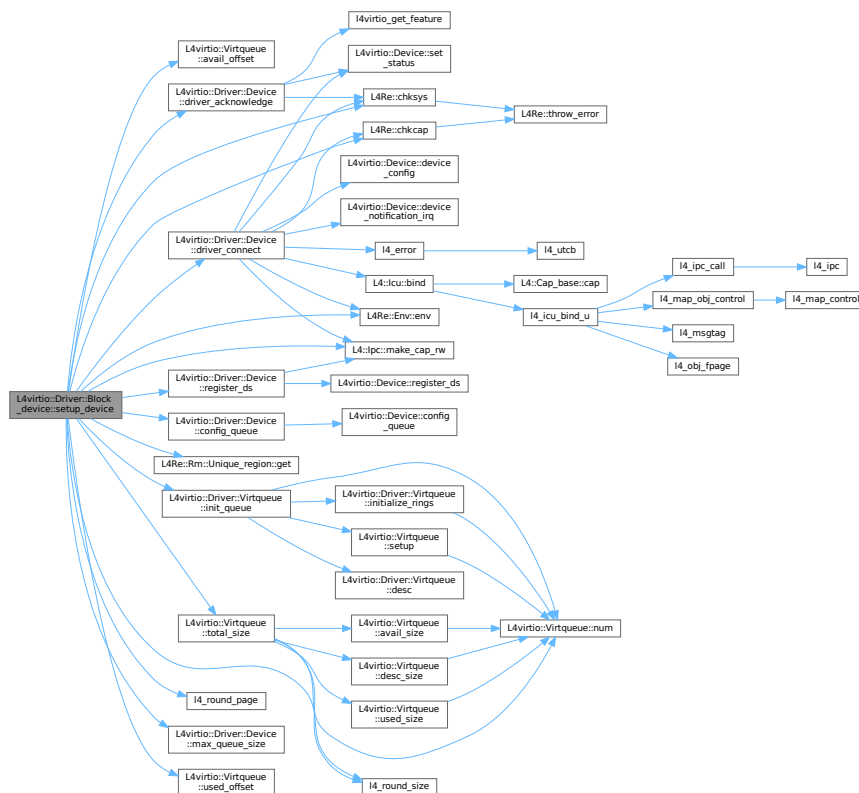 L4virtio::Driver::Block
_device::setup_device
L4virtio::Virtqueue
::avail_offset
L4virtio::Driver::Device
::driver_acknowledge
l4virtio_get_feature
L4virtio::Device::set
_status
L4Re::chksys
L4Re::chkcap
L4Re::throw_error
L4virtio::Driver::Device
::driver_connect
L4virtio::Device::device
_config
L4virtio::Device::device
_notification_irq
l4_error
l4_utcb
L4::Icu::bind
L4::Cap_base::cap
l4_icu_bind_u
l4_ipc_call
l4_ipc
l4_map_obj_control
l4_map_control
l4_msgtag
l4_obj_fpage
L4Re::Env::env
L4::Ipc::make_cap_rw
L4virtio::Driver::Device
::register_ds
L4virtio::Device::register_ds
L4virtio::Driver::Device
::config_queue
L4virtio::Device::config
_queue
L4Re::Rm::Unique_region::get
L4virtio::Driver::Virtqueue
::init_queue
L4virtio::Driver::Virtqueue
::initialize_rings
L4virtio::Virtqueue
::setup
L4virtio::Driver::Virtqueue
::desc
L4virtio::Virtqueue
::total_size
L4virtio::Virtqueue
::avail_size
L4virtio::Virtqueue::num
L4virtio::Virtqueue
::desc_size
L4virtio::Virtqueue
::used_size
l4_round_page
L4virtio::Driver::Device
::max_queue_size
L4virtio::Virtqueue
::used_offset
l4_round_size